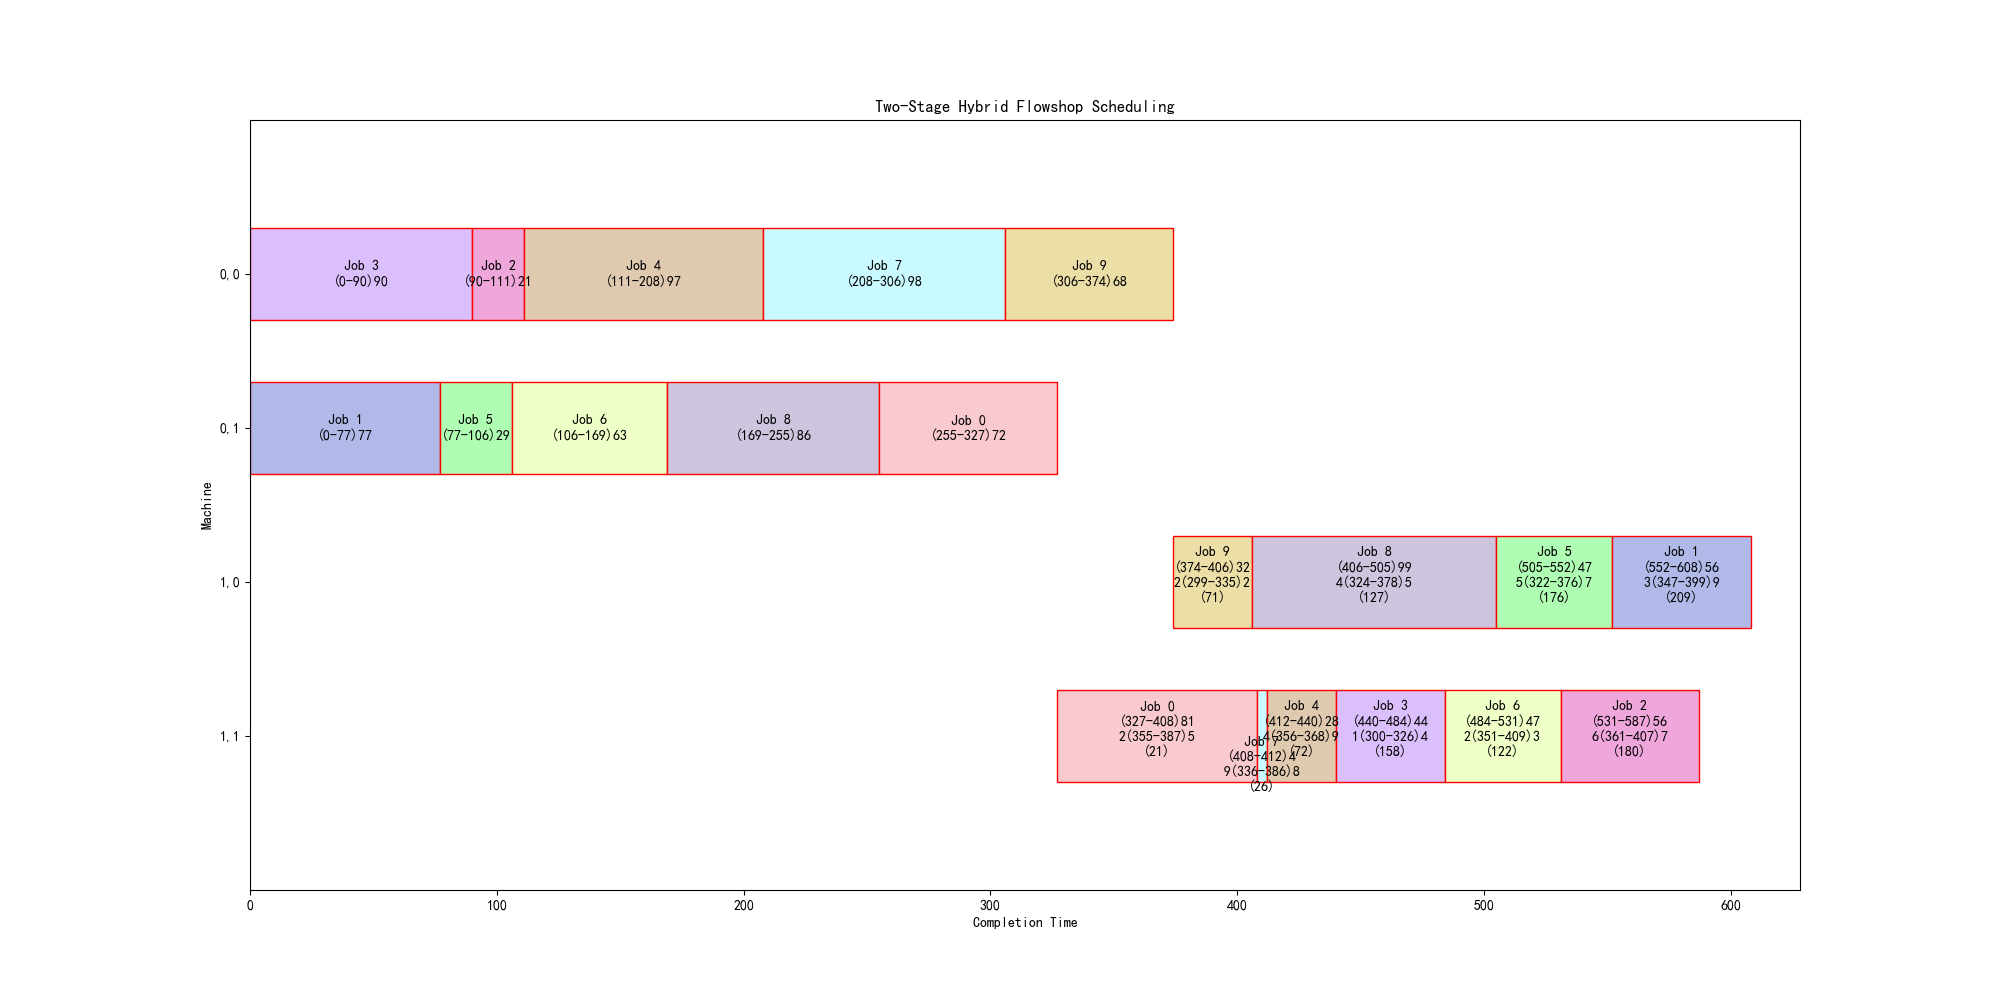 Two-Stage Hybrid Flowshop Scheduling
Machine
0,0
Job 3
(0-90)90
Job 2
(90-111)21
Job 4
(111-208)97
Job 7
(208-306)98
Job 9
(306-374)68
0,1
Job 1
(0-77)77
Job 5
(77-106)29
Job 6
(106-169)63
Job 8
(169-255)86
Job 0
(255-327)72
1,0
Job 9
(374-406)32
2(299-335)2
(71)
Job 8
(406-505)99
4(324-378)5
(127)
Job 5
(505-552)47
5(322-376)7
(176)
Job 1
(552-608)56
3(347-399)9
(209)
1,1
Job 0
(327-408)81
2(355-387)5
(21)
Job 7
(408-412)4
9(336-386)8
(26)
Job 4
(412-440)28
4(356-368)9
(72)
Job 3
(440-484)44
1(300-326)4
(158)
Job 6
(484-531)47
2(351-409)3
(122)
Job 2
(531-587)56
6(361-407)7
(180)
0
100
200
300
400
500
600
Completion Time